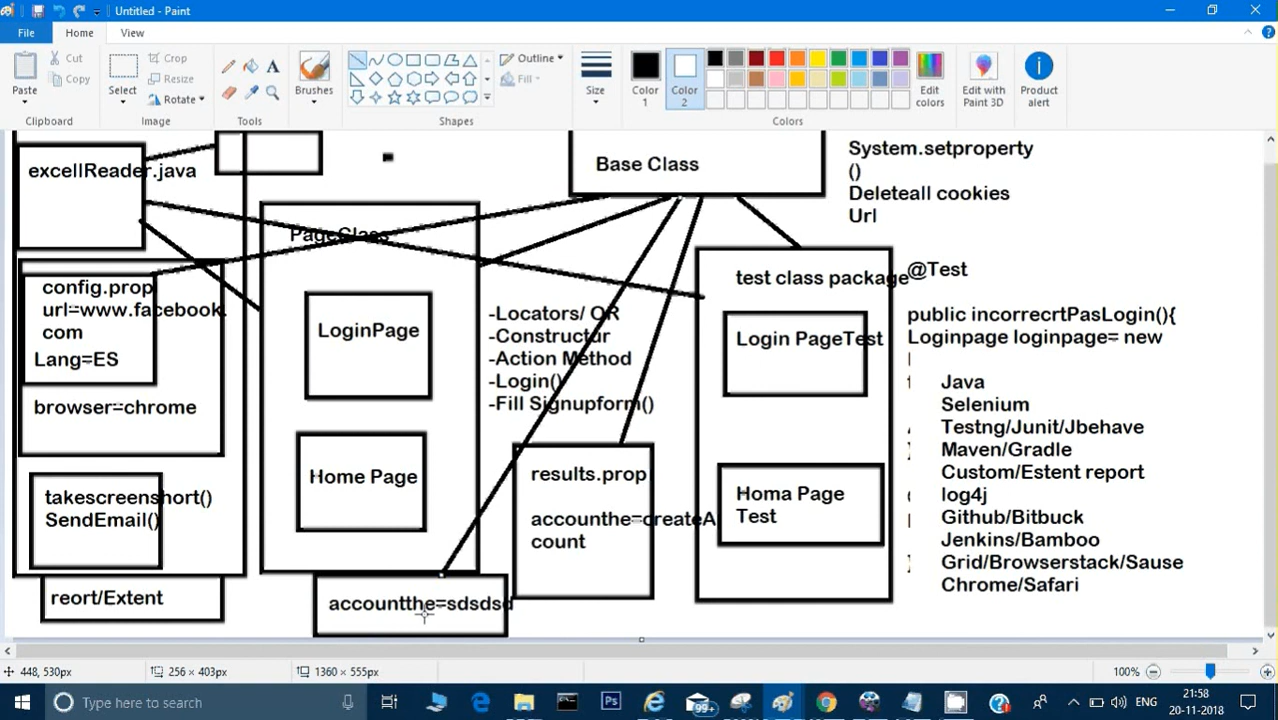 Untitled - Paint
File
Home
View
Paste
Cut
Copy
Clipboard
Select
Crop
Resize
Rotate
Image
Tools
Brushes
Shapes
Outline
Fill
Size
Color 1
Color 2
Edit colors
Edit with Paint 3D
Product alert
Colors
excellReader.java
Base Class
System.setproperty
()
Deleteall cookies
Url
PageClass
config.prop
url=www.facebook.
com
Lang=ES
browser=chrome
takescreenshort()
SendEmail()
reort/Extent
LoginPage
Home Page
accountthe=sdsdsd
-Locators/ OR
-Constructur
-Action Method
-Login()
-Fill Signupform()
results.prop
accounthe=createA
count
test class package
Login PageTest
Homa Page
Test
@Test
public incorrecrtPasLogin(){
Loginpage loginpage= new
Java
Selenium
Testng/Junit/Jbehave
Maven/Gradle
Custom/Estent report
log4j
Github/Bitbuck
Jenkins/Bamboo
Grid/Browserstack/Sause
Chrome/Safari
448, 530px
256 × 403px
1360 × 555px
100%
Type here to search
99+
ENG
21:58
20-11-2018